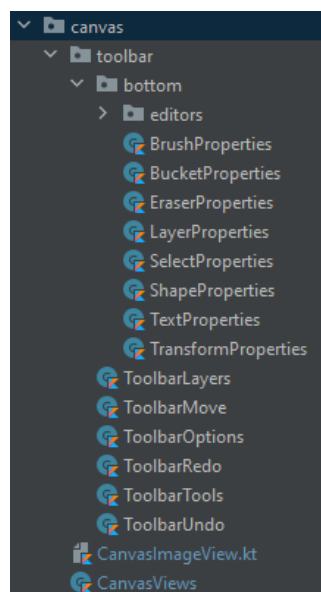 canvas
toolbar
bottom
editors
BrushProperties
BucketProperties
EraserProperties
LayerProperties
SelectProperties
ShapeProperties
TextProperties
TransformProperties
ToolbarLayers
ToolbarMove
ToolbarOptions
ToolbarRedo
ToolbarTools
ToolbarUndo
CanvasImageView.kt
CanvasViews